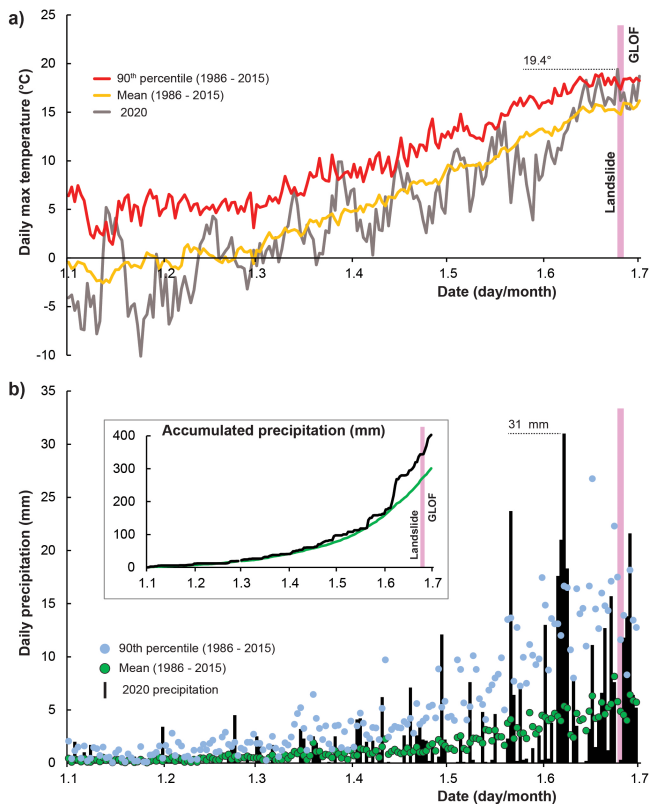 a)
25
20
15
10
5
0
-5
-10
Daily max temperature (°C)
90th percentile (1986 - 2015)
Mean (1986 - 2015)
2020
19.4°
Landslide
GLOF
1.1
1.2
1.3
1.4
1.5
1.6
1.7
Date (day/month)
b)
35
30
25
20
15
10
5
0
Daily precipitation (mm)
31 mm
Accumulated precipitation (mm)
400
300
200
100
0
Landslide
GLOF
1.1
1.2
1.3
1.4
1.5
1.6
1.7
90th percentile (1986 - 2015)
Mean (1986 - 2015)
2020 precipitation
1.1
1.2
1.3
1.4
1.5
1.6
1.7
Date (day/month)